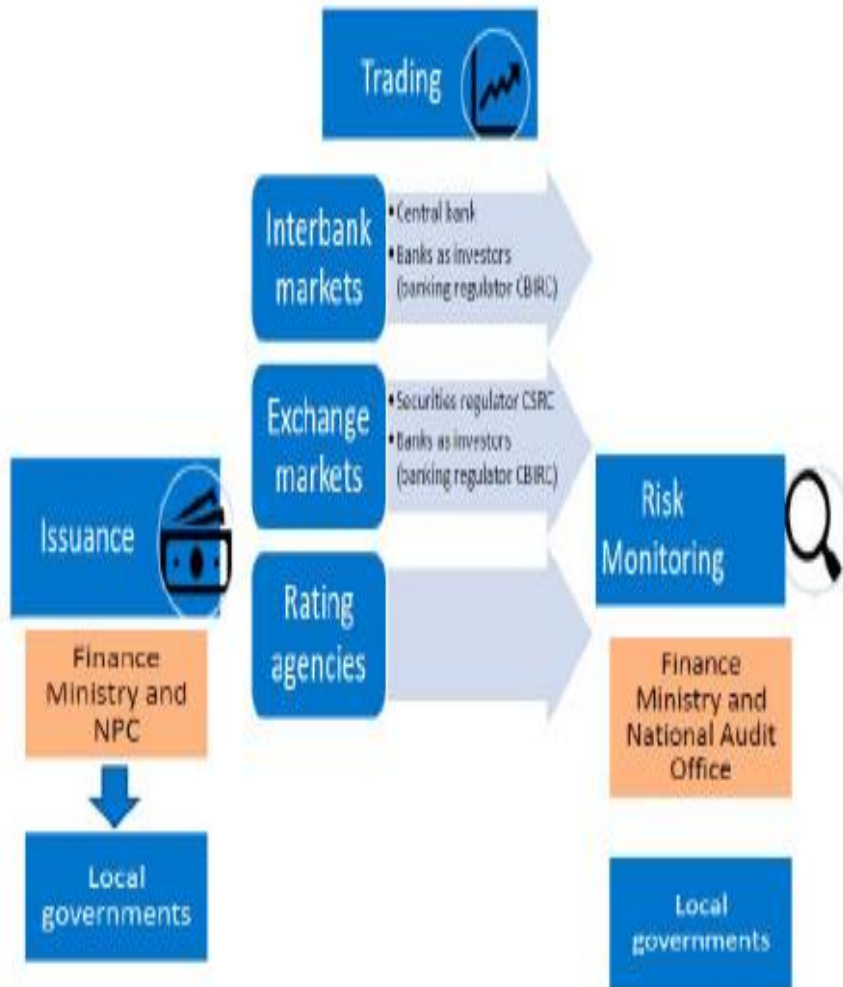 Trading
Interbank
markets
• Central bank
• Banks as investors
(banking regulator CBIRC)
Exchange
markets
• Securities regulator CSRC
• Banks as investors
(banking regulator CBIRC)
Rating
agencies
Issuance
Finance
Ministry and
NPC
Local
governments
Risk
Monitoring
Finance
Ministry and
National Audit
Office
Local
governments